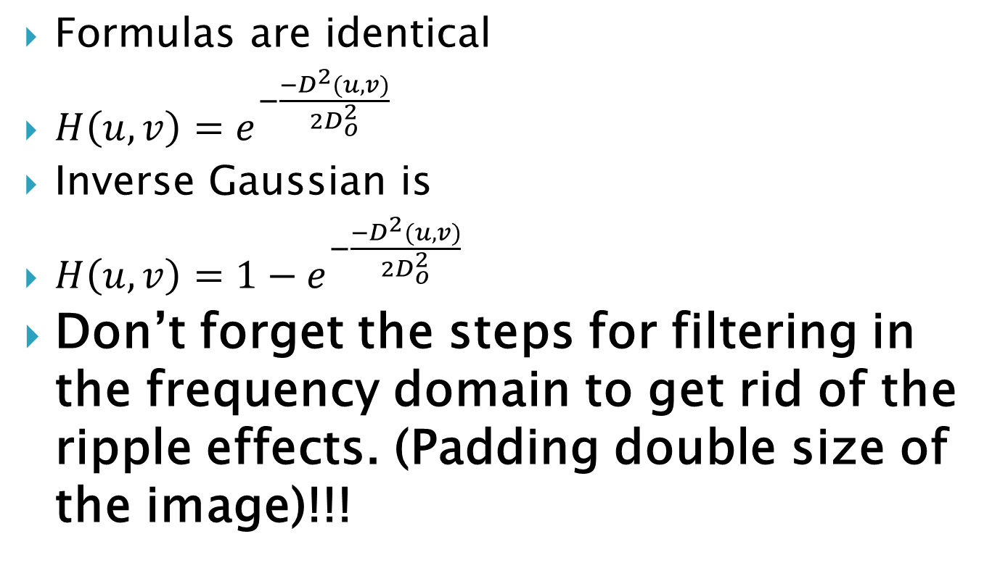 Formulas are identical
H(u, v) = e^{-\frac{-D^2(u,v)}{2D_o^2}}
Inverse Gaussian is
H(u, v) = 1 − e^{-\frac{-D^2(u,v)}{2D_o^2}}
Don’t forget the steps for filtering in
the frequency domain to get rid of the
ripple effects. (Padding double size of
the image)!!!